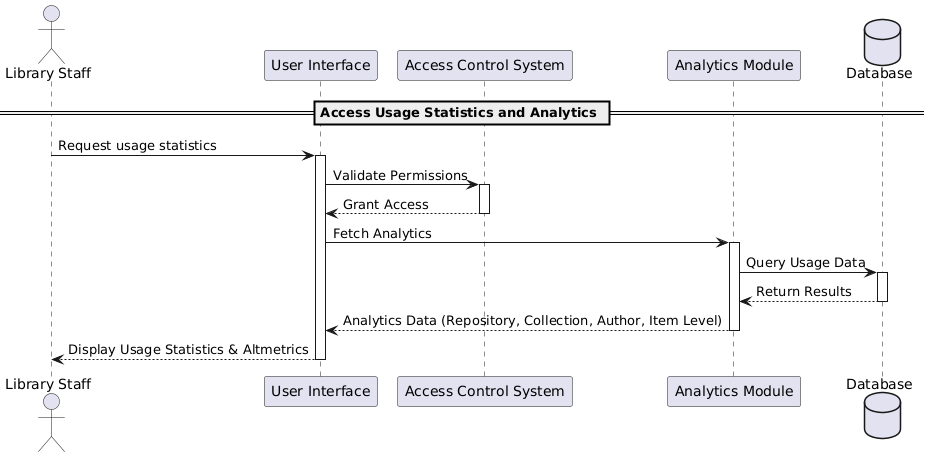 Library Staff
User Interface
Access Control System
Analytics Module
Database
Access Usage Statistics and Analytics
Request usage statistics
Validate Permissions
Grant Access
Fetch Analytics
Query Usage Data
Return Results
Analytics Data (Repository, Collection, Author, Item Level)
Display Usage Statistics & Altmetrics
Library Staff
User Interface
Access Control System
Analytics Module
Database